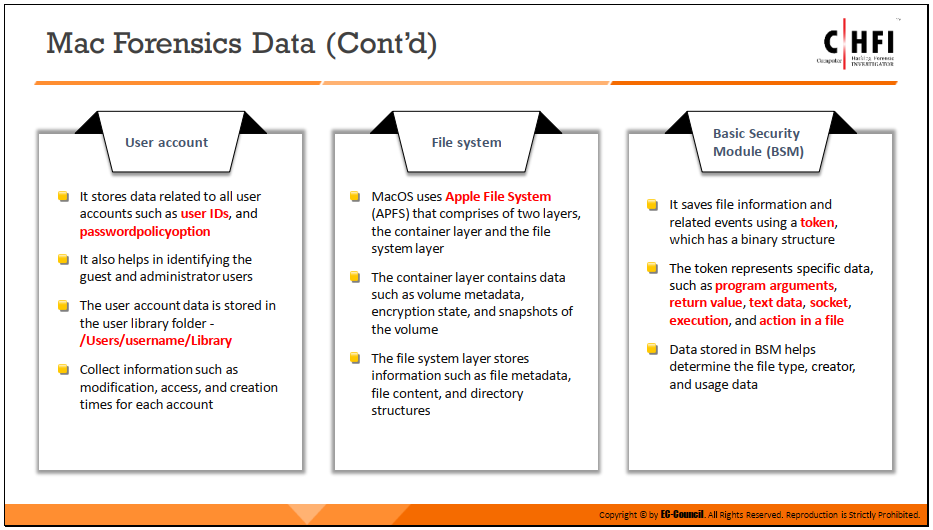 Mac Forensics Data (Cont'd)
CHFI
Computer Hacking Forensic
INVESTIGATOR
User account
It stores data related to all user
accounts such as user IDs, and
passwordpolicyoption
It also helps in identifying the
guest and administrator users
The user account data is stored in
the user library folder -
/Users/username/Library
Collect information such as
modification, access, and creation
times for each account
File system
MacOS uses Apple File System
(APFS) that comprises of two layers,
the container layer and the file
system layer
The container layer contains data
such as volume metadata,
encryption state, and snapshots of
the volume
The file system layer stores
information such as file metadata,
file content, and directory
structures
Basic Security
Module (BSM)
It saves file information and
related events using a token,
which has a binary structure
The token represents specific data,
such as program arguments,
return value, text data, socket,
execution, and action in a file
Data stored in BSM helps
determine the file type, creator,
and usage data
Copyright © by EC-Council. All Rights Reserved. Reproduction is Strictly Prohibited.